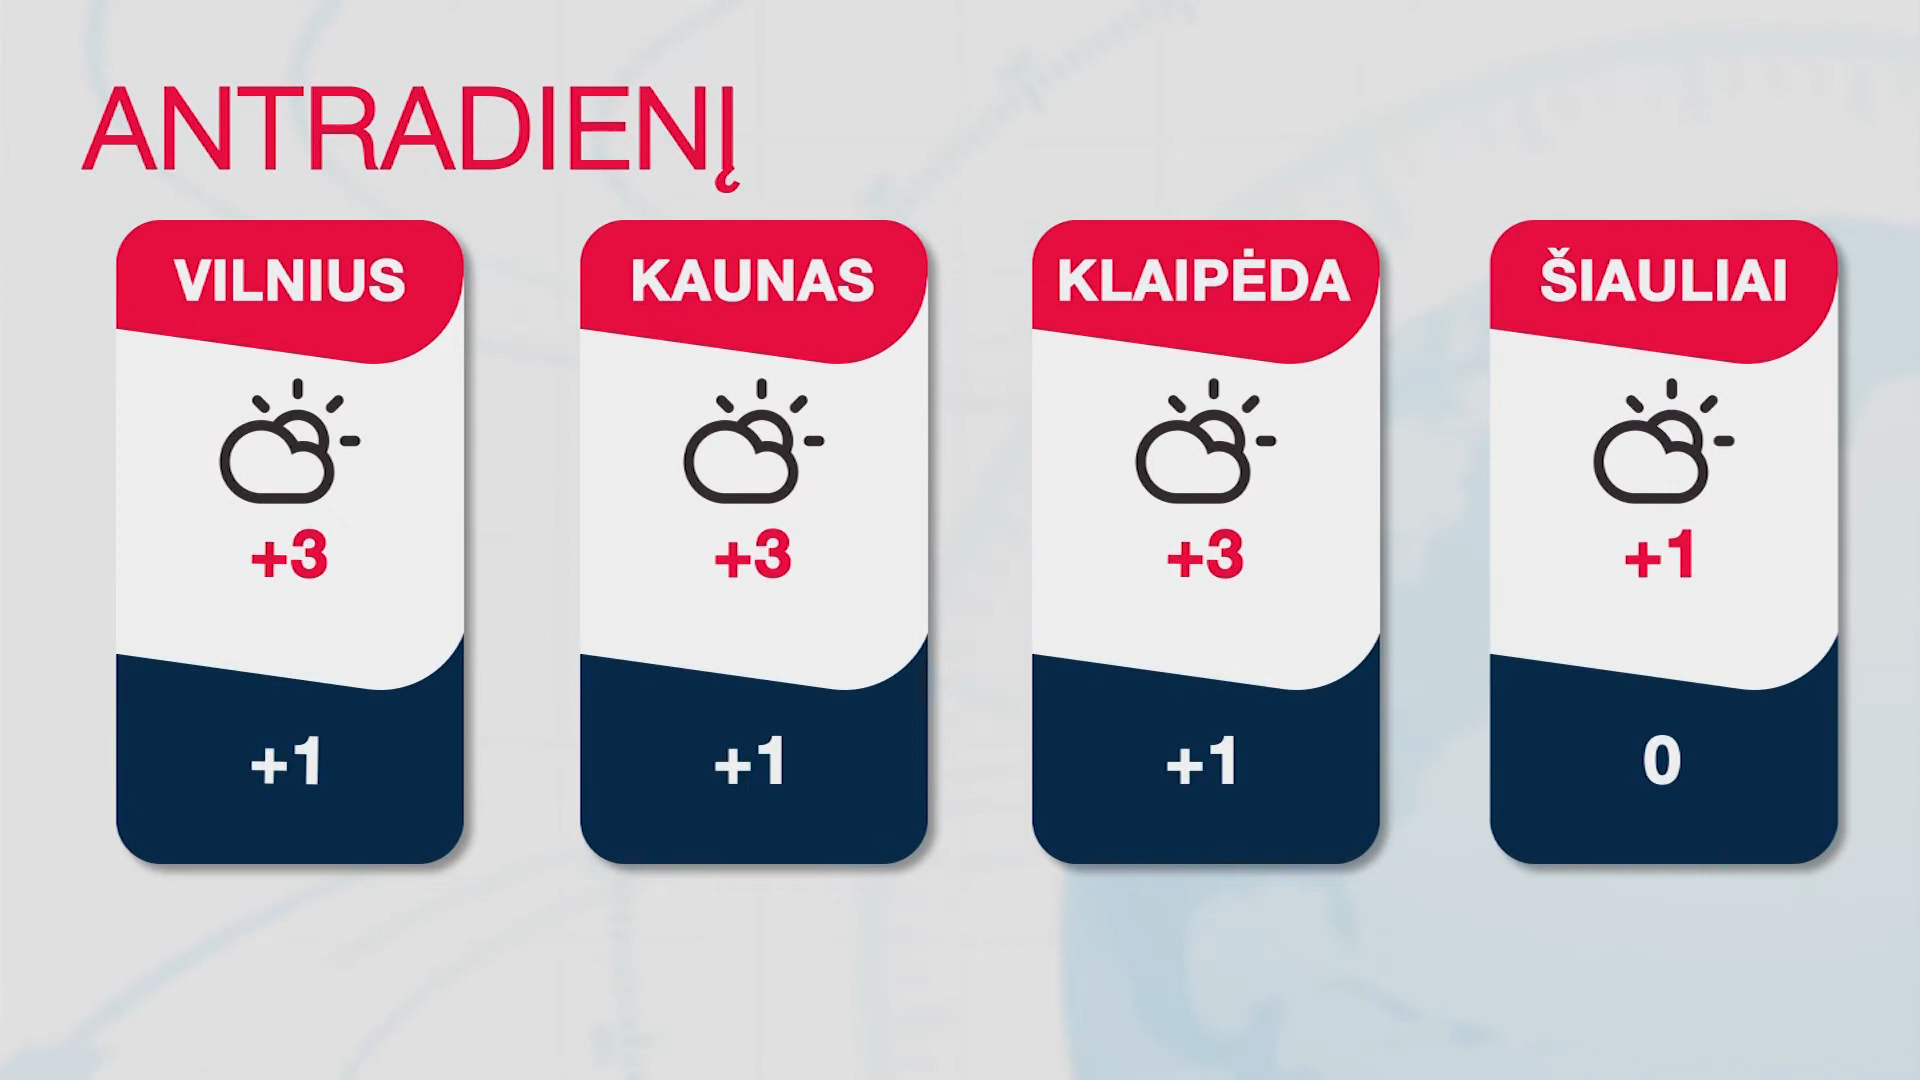 ANTRADIENĮ
VILNIUS
+3
+1
KAUNAS
+3
+1
KLAIPĖDA
+3
+1
ŠIAULIAI
+1
0